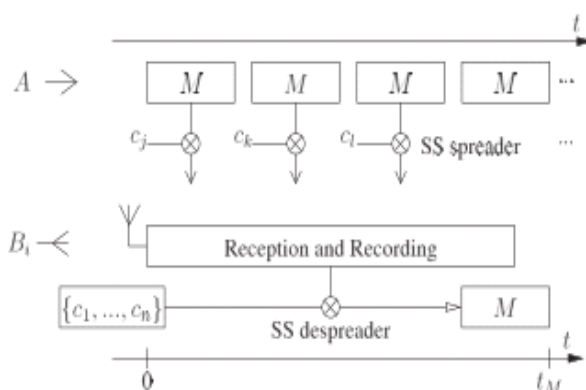 t
A M M M M ...
c_j c_k c_l SS spreader ...
B_i Reception and Recording
{c_1, ..., c_n} M
SS despreader
t
0 t_M